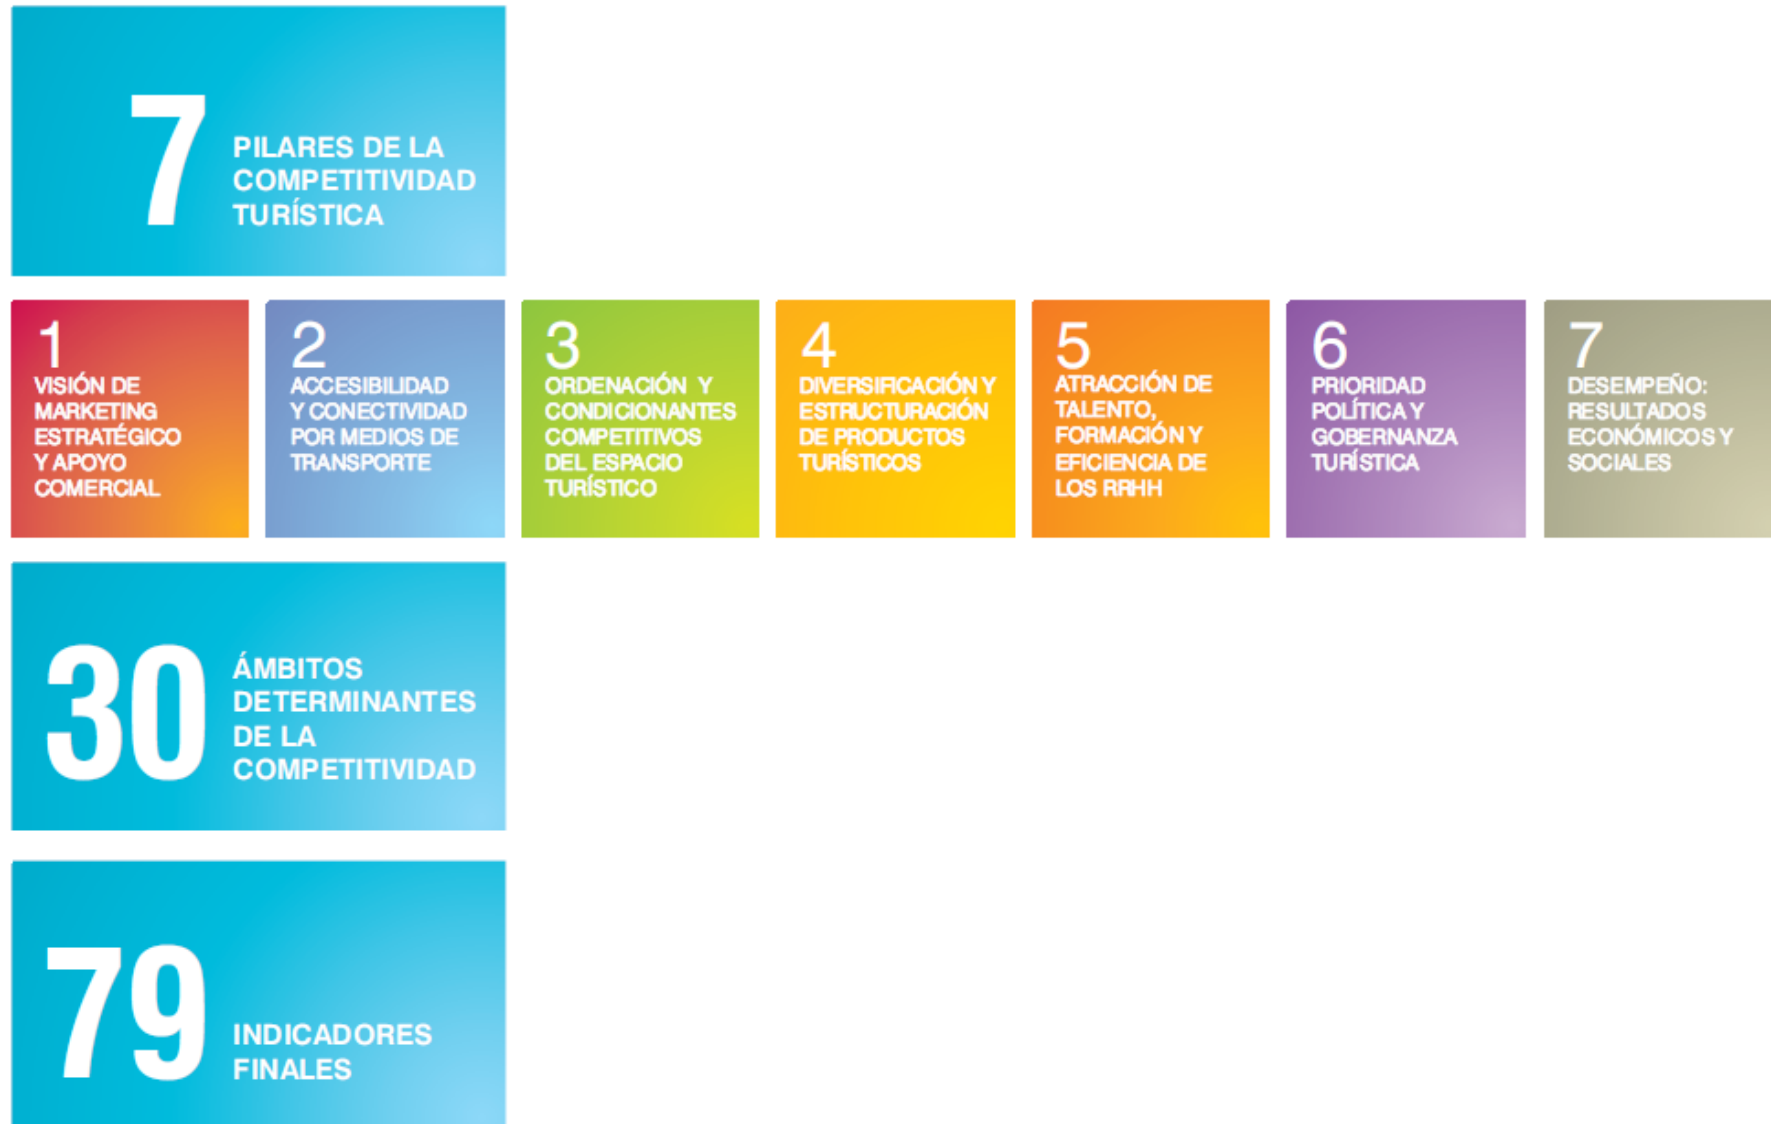 7
PILARES DE LA
COMPETITIVIDAD
TURÍSTICA
1
VISIÓN DE
MARKETING
ESTRATÉGICO
Y APOYO
COMERCIAL
2
ACCESIBILIDAD
Y CONECTIVIDAD
POR MEDIOS DE
TRANSPORTE
3
ORDENACIÓN Y
CONDICIONANTES
COMPETITIVOS
DEL ESPACIO
TURÍSTICO
4
DIVERSIFICACIÓN Y
ESTRUCTURACIÓN
DE PRODUCTOS
TURÍSTICOS
5
ATRACCIÓN DE
TALENTO,
FORMACIÓN Y
EFICIENCIA DE
LOS RRHH
6
PRIORIDAD
POLÍTICA Y
GOBERNANZA
TURÍSTICA
7
DESEMPEÑO:
RESULTADOS
ECONÓMICOS Y
SOCIALES
30
ÁMBITOS
DETERMINANTES
DE LA
COMPETITIVIDAD
79
INDICADORES
FINALES